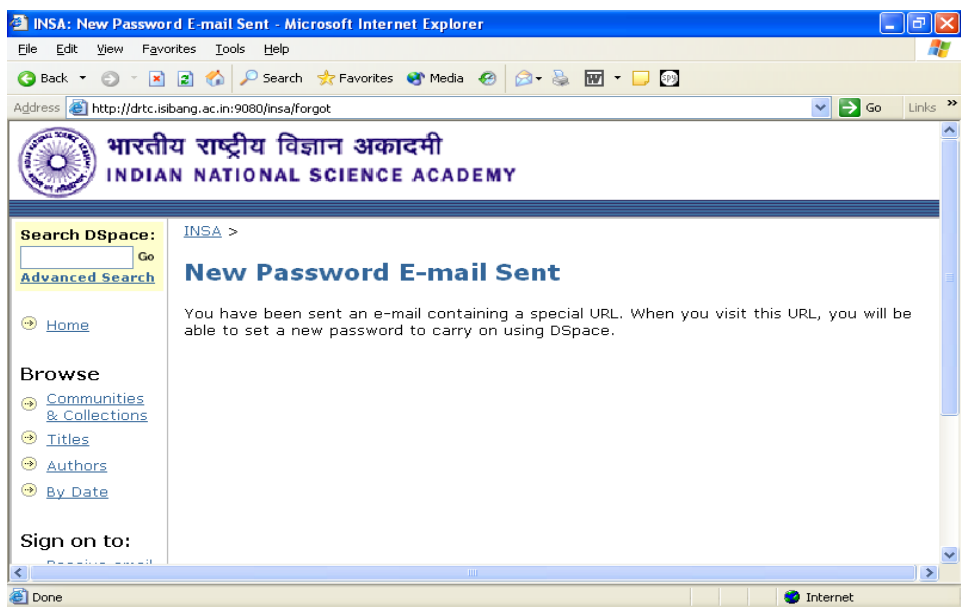 INSA: New Password E-mail Sent - Microsoft Internet Explorer
File Edit View Favorites Tools Help
Back Search Favorites Media
Address http://drtc.isibang.ac.in:9080/insa/forgot Go Links »
भारतीय राष्ट्रीय विज्ञान अकादमी
INDIAN NATIONAL SCIENCE ACADEMY
Search DSpace:
Go
Advanced Search
Home
Browse
Communities
& Collections
Titles
Authors
By Date
Sign on to:
INSA >
New Password E-mail Sent
You have been sent an e-mail containing a special URL. When you visit this URL, you will be
able to set a new password to carry on using DSpace.
Done Internet